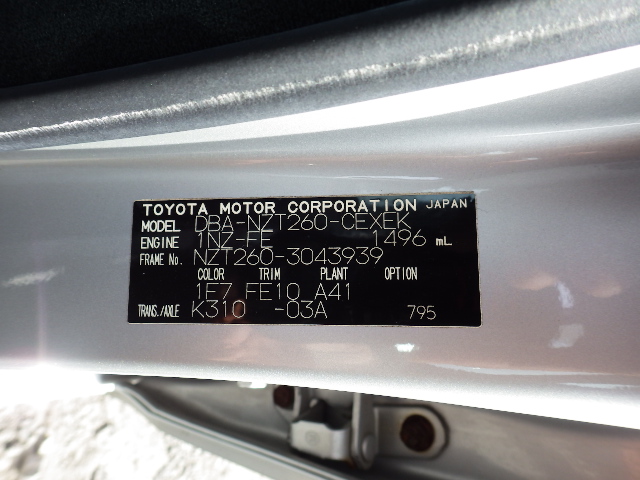 TOYOTA MOTOR CORPORATION JAPAN
MODEL DBA-NZT260-CEXEK
ENGINE 1NZ-FE 1496 mL
FRAME No. NZT260-3043939
COLOR TRIM PLANT OPTION
1E7 FE10 A41
TRANS./AXLE K310 -03A 795